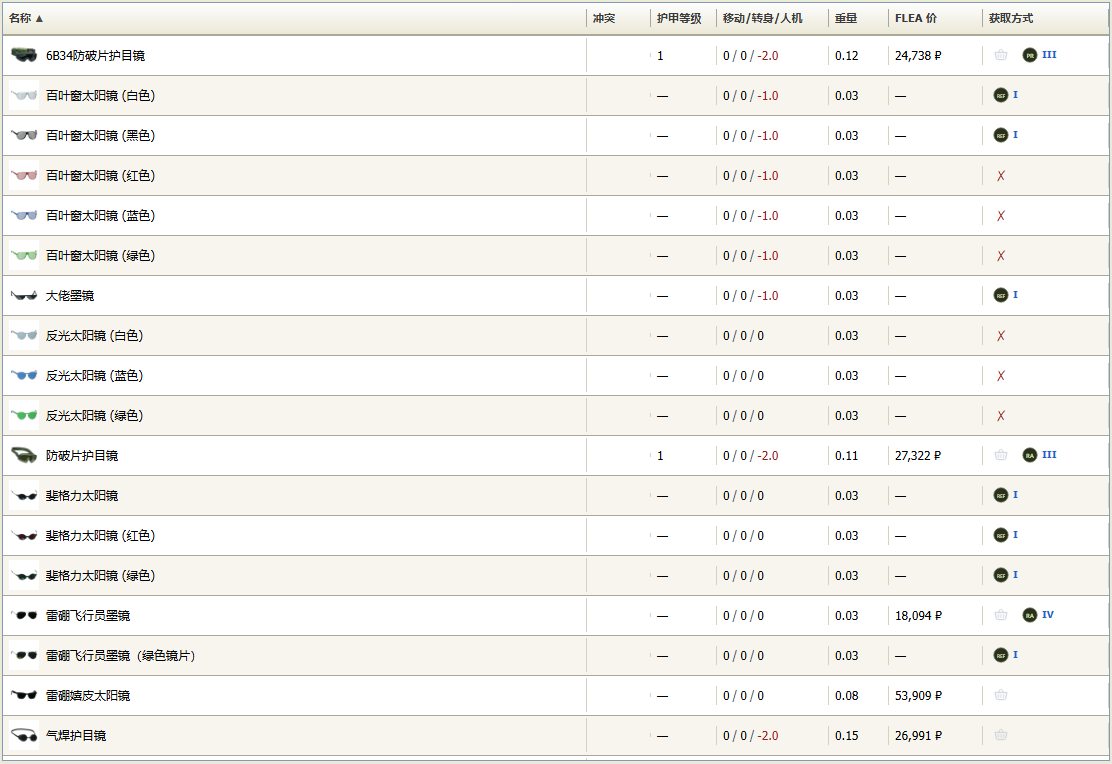 名称 ▲ 冲突 护甲等级 移动/转身/人机 重量 FLEA 价 获取方式
6B34防破片护目镜 1 0 / 0 / -2.0 0.12 24,738 ₽ PR III
百叶窗太阳镜 (白色) — 0 / 0 / -1.0 0.03 — REF I
百叶窗太阳镜 (黑色) — 0 / 0 / -1.0 0.03 — REF I
百叶窗太阳镜 (红色) — 0 / 0 / -1.0 0.03 — ✗
百叶窗太阳镜 (蓝色) — 0 / 0 / -1.0 0.03 — ✗
百叶窗太阳镜 (绿色) — 0 / 0 / -1.0 0.03 — ✗
大佬墨镜 — 0 / 0 / -1.0 0.03 — REF I
反光太阳镜 (白色) — 0 / 0 / 0 0.03 — ✗
反光太阳镜 (蓝色) — 0 / 0 / 0 0.03 — ✗
反光太阳镜 (绿色) — 0 / 0 / 0 0.03 — ✗
防破片护目镜 1 0 / 0 / -2.0 0.11 27,322 ₽ RA III
斐格力太阳镜 — 0 / 0 / 0 0.03 — REF I
斐格力太阳镜 (红色) — 0 / 0 / 0 0.03 — REF I
斐格力太阳镜 (绿色) — 0 / 0 / 0 0.03 — REF I
雷硼飞行员墨镜 — 0 / 0 / 0 0.03 18,094 ₽ RA IV
雷硼飞行员墨镜（绿色镜片） — 0 / 0 / 0 0.03 — REF I
雷硼嬉皮太阳镜 — 0 / 0 / 0 0.08 53,909 ₽
气焊护目镜 — 0 / 0 / -2.0 0.15 26,991 ₽